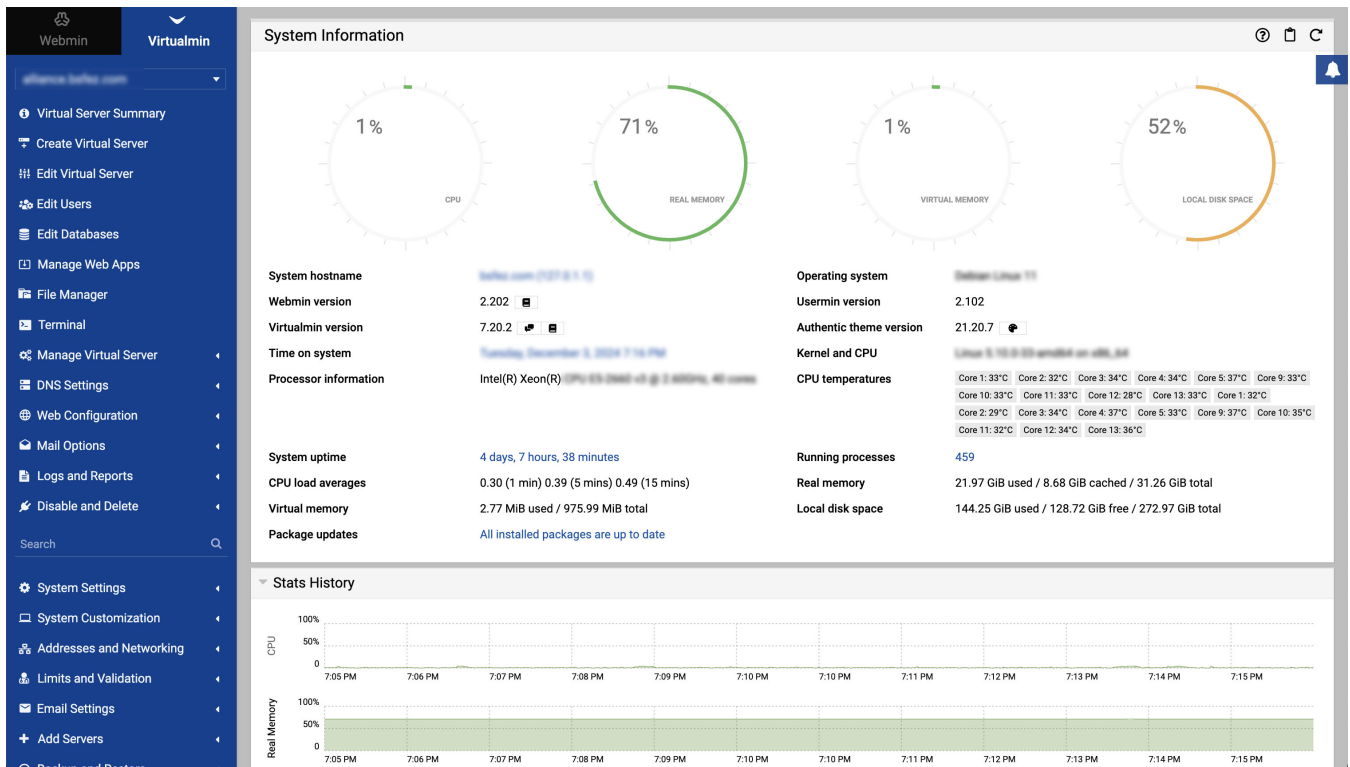 Webmin
Virtualmin
Virtual Server Summary
Create Virtual Server
Edit Virtual Server
Edit Users
Edit Databases
Manage Web Apps
File Manager
Terminal
Manage Virtual Server
DNS Settings
Web Configuration
Mail Options
Logs and Reports
Disable and Delete
Search
System Settings
System Customization
Addresses and Networking
Limits and Validation
Email Settings
Add Servers
System Information
1%
CPU
71%
REAL MEMORY
1%
VIRTUAL MEMORY
52%
LOCAL DISK SPACE
System hostname
Operating system
Webmin version 2.202
Usermin version 2.102
Virtualmin version 7.20.2
Authentic theme version 21.20.7
Time on system
Kernel and CPU
Processor information Intel(R) Xeon(R)
CPU temperatures
Core 1: 33°C Core 2: 32°C Core 3: 34°C Core 4: 34°C Core 5: 37°C Core 9: 33°C
Core 10: 33°C Core 11: 33°C Core 12: 28°C Core 13: 33°C Core 1: 32°C
Core 2: 29°C Core 3: 34°C Core 4: 37°C Core 5: 33°C Core 9: 37°C Core 10: 35°C
Core 11: 32°C Core 12: 34°C Core 13: 36°C
System uptime 4 days, 7 hours, 38 minutes
Running processes 459
CPU load averages 0.30 (1 min) 0.39 (5 mins) 0.49 (15 mins)
Real memory 21.97 GiB used / 8.68 GiB cached / 31.26 GiB total
Virtual memory 2.77 MiB used / 975.99 MiB total
Local disk space 144.25 GiB used / 128.72 GiB free / 272.97 GiB total
Package updates All installed packages are up to date
Stats History
CPU
100%
50%
0
7:05 PM 7:06 PM 7:07 PM 7:08 PM 7:09 PM 7:10 PM 7:10 PM 7:11 PM 7:12 PM 7:13 PM 7:14 PM 7:15 PM
Real Memory
100%
50%
0
7:05 PM 7:06 PM 7:07 PM 7:08 PM 7:09 PM 7:10 PM 7:10 PM 7:11 PM 7:12 PM 7:13 PM 7:14 PM 7:15 PM